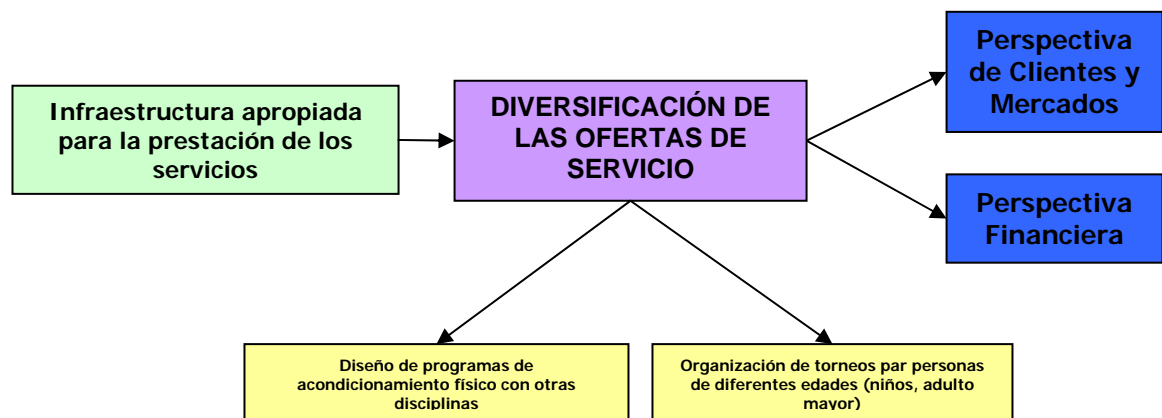 Infraestructura apropiada
para la prestación de los
servicios
DIVERSIFICACIÓN DE
LAS OFERTAS DE
SERVICIO
Perspectiva
de Clientes y
Mercados
Perspectiva
Financiera
Diseño de programas de
acondicionamiento físico con otras
disciplinas
Organización de torneos par personas
de diferentes edades (niños, adulto
mayor)